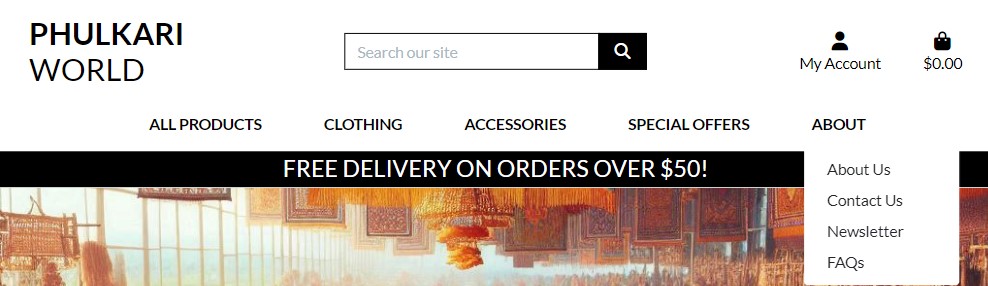 PHULKARI
WORLD
Search our site
My Account
$0.00
ALL PRODUCTS
CLOTHING
ACCESSORIES
SPECIAL OFFERS
ABOUT
FREE DELIVERY ON ORDERS OVER $50!
About Us
Contact Us
Newsletter
FAQs